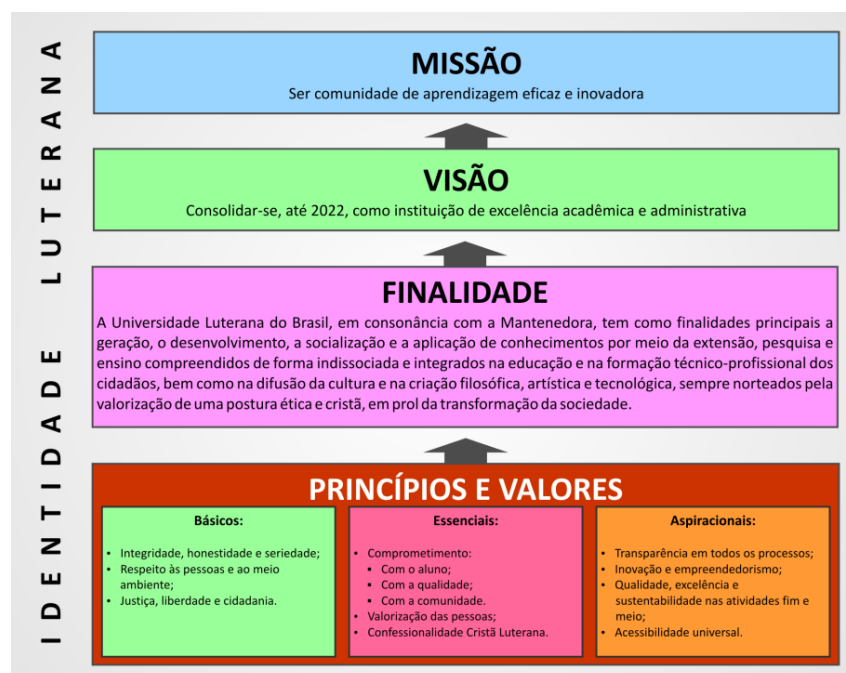 IDENTIDADE LUTERANA
MISSÃO
Ser comunidade de aprendizagem eficaz e inovadora
VISÃO
Consolidar-se, até 2022, como instituição de excelência acadêmica e administrativa
FINALIDADE
A Universidade Luterana do Brasil, em consonância com a Mantenedora, tem como finalidades principais a
geração, o desenvolvimento, a socialização e a aplicação de conhecimentos por meio da extensão, pesquisa e
ensino compreendidos de forma indissociada e integrados na educação e na formação técnico-profissional dos
cidadãos, bem como na difusão da cultura e na criação filosófica, artística e tecnológica, sempre norteados pela
valorização de uma postura ética e cristã, em prol da transformação da sociedade.
PRINCÍPIOS E VALORES
Básicos:
• Integridade, honestidade e seriedade;
• Respeito às pessoas e ao meio
ambiente;
• Justiça, liberdade e cidadania.
Essenciais:
• Comprometimento:
▪ Com o aluno;
▪ Com a qualidade;
▪ Com a comunidade.
• Valorização das pessoas;
• Confessionalidade Cristã Luterana.
Aspiracionais:
• Transparência em todos os processos;
• Inovação e empreendedorismo;
• Qualidade, excelência e
sustentabilidade nas atividades fim e
meio;
• Acessibilidade universal.